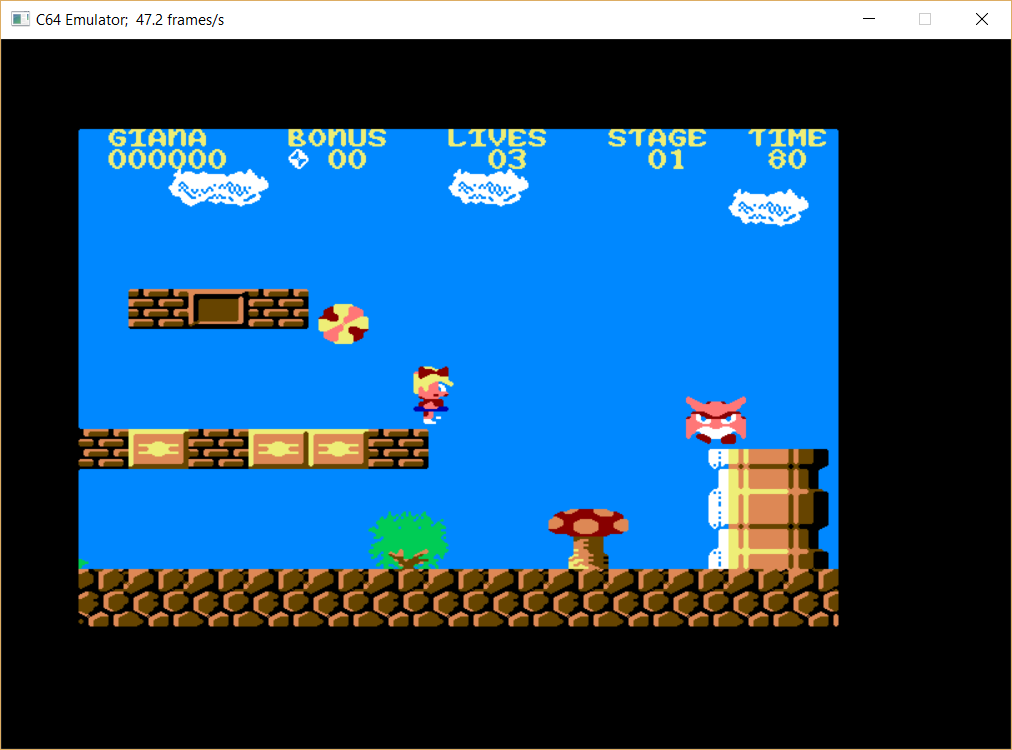 C64 Emulator; 47.2 frames/s
GIANA BONUS LIVES STAGE TIME
000000 00 03 01 80